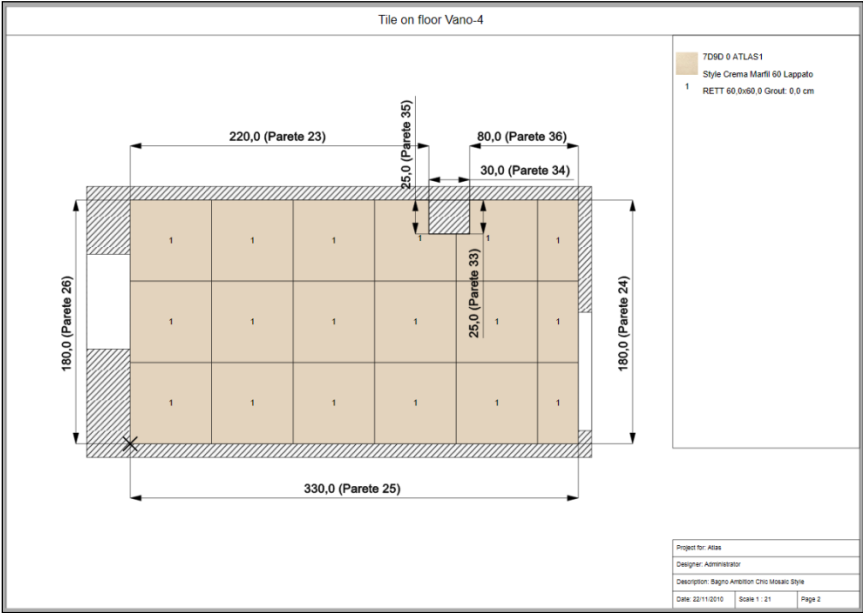 Tile on floor Vano-4
7D9D 0 ATLAS1
Style Crema Marfil 60 Lappato
1
RETT 60,0x60,0 Grout: 0,0 cm
220,0 (Parete 23)
25,0 (Parete 35)
80,0 (Parete 36)
30,0 (Parete 34)
1 1 1 1 1 1
25,0 (Parete 33)
180,0 (Parete 26)
180,0 (Parete 24)
1 1 1 1 1 1
1 1 1 1 1 1
330,0 (Parete 25)
Project for: Atlas
Designer: Administrator
Description: Bagno Ambition Chic Mosaic Style
Date: 22/11/2010 Scale 1 : 21 Page 2